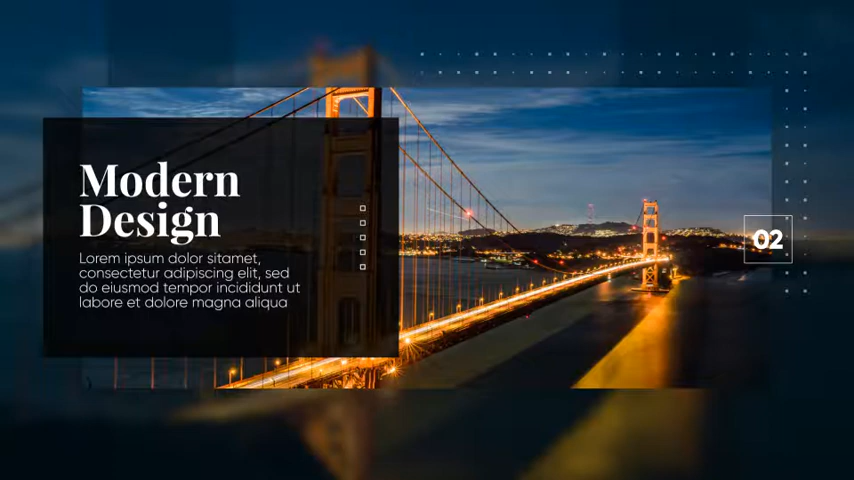 Modern
Design
Lorem ipsum dolor sitamet,
consectetur adipiscing elit, sed
do eiusmod tempor incididunt ut
labore et dolore magna aliqua
02